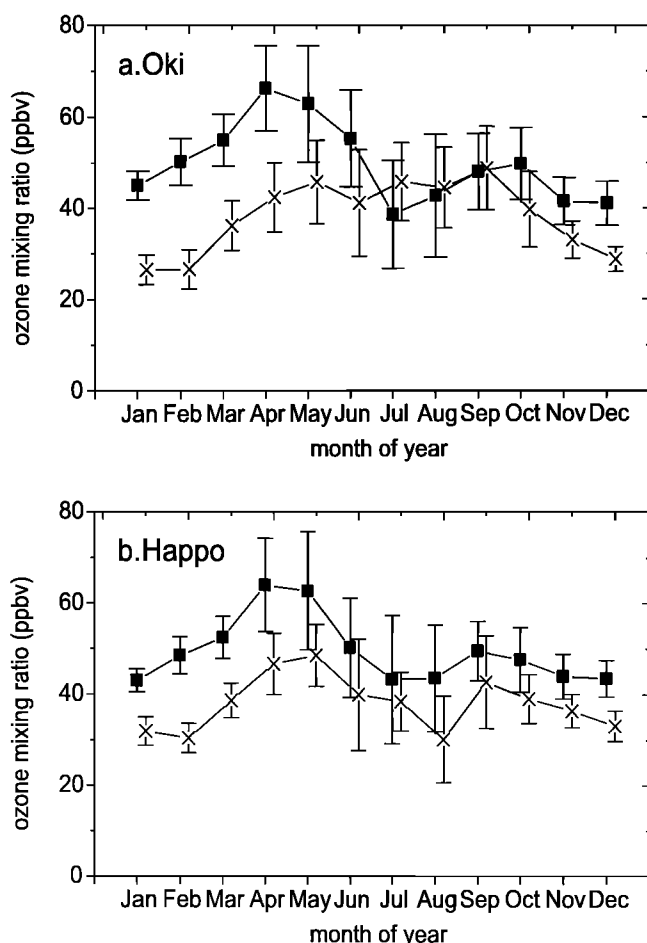 80
a.Oki
60
40
20
0
ozone mixing ratio (ppbv)
Jan Feb Mar Apr May Jun Jul Aug Sep Oct Nov Dec
month of year
80
b.Happo
60
40
20
0
ozone mixing ratio (ppbv)
Jan Feb Mar Apr May Jun Jul Aug Sep Oct Nov Dec
month of year